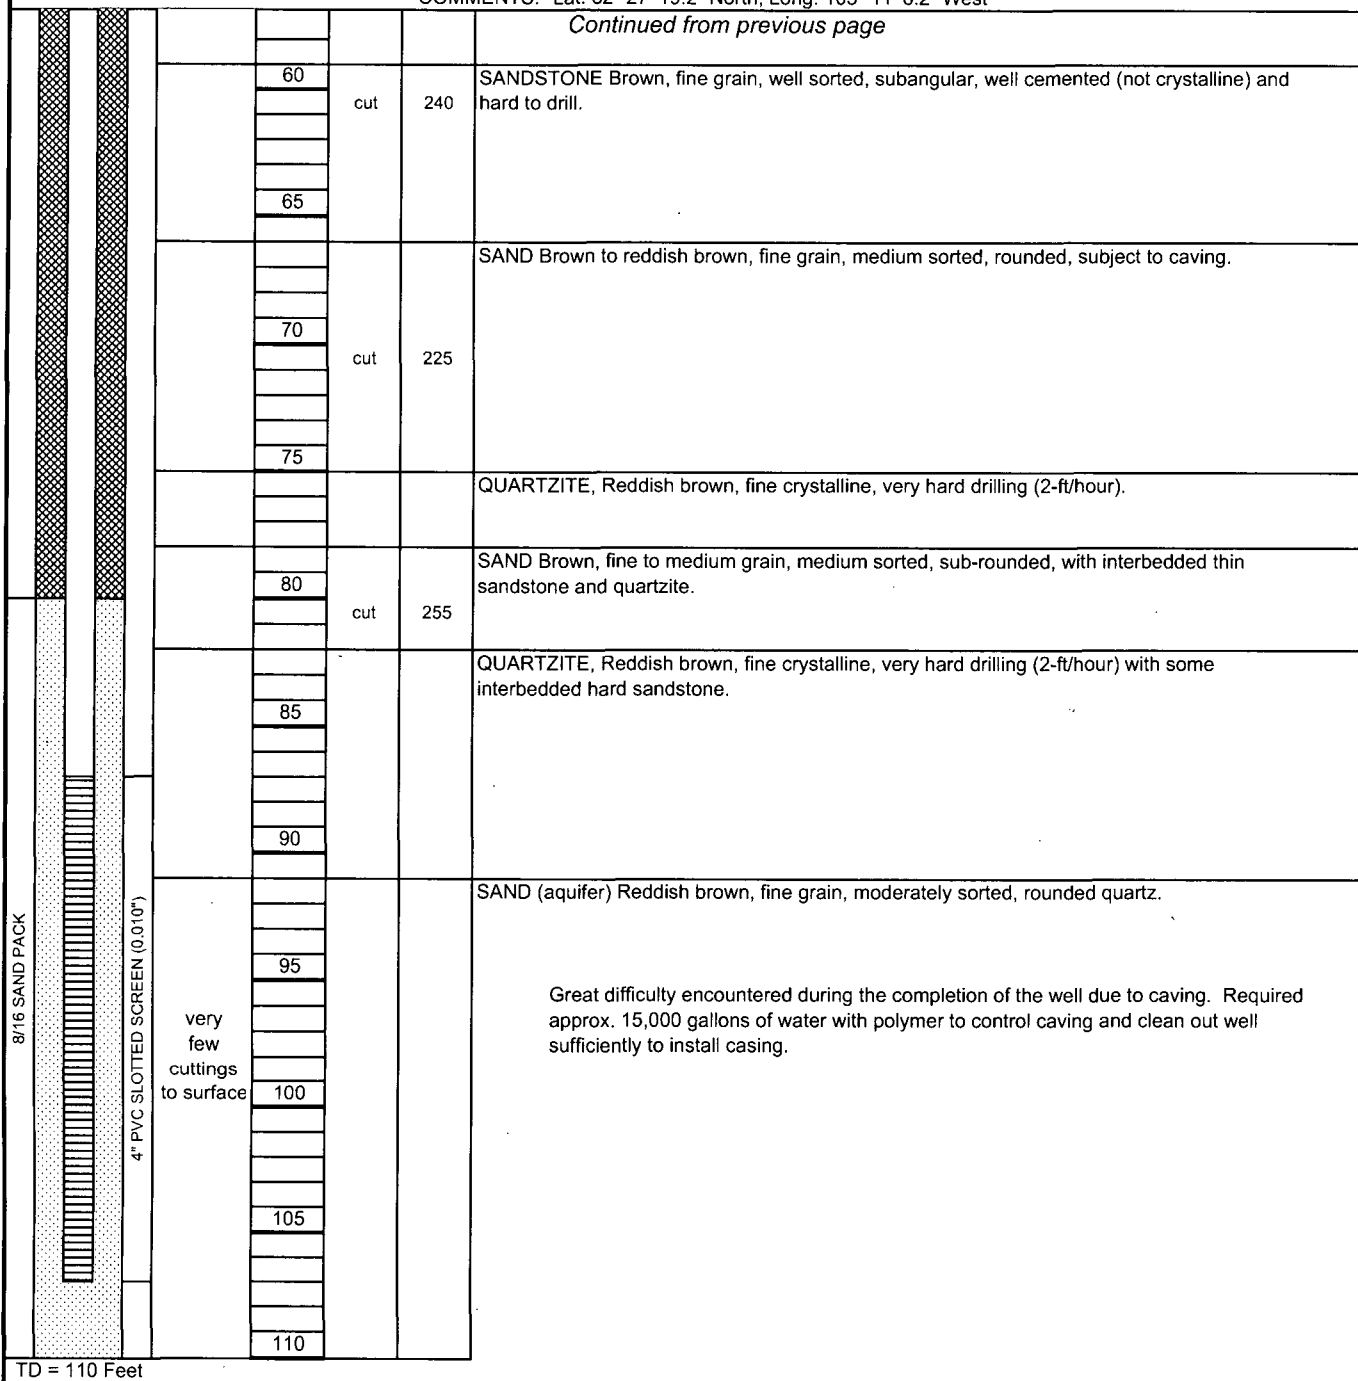 Continued from previous page
60
SANDSTONE Brown, fine grain, well sorted, subangular, well cemented (not crystalline) and
cut 240 hard to drill.
65
SAND Brown to reddish brown, fine grain, medium sorted, rounded, subject to caving.
70
cut 225
75
QUARTZITE, Reddish brown, fine crystalline, very hard drilling (2-ft/hour).
SAND Brown, fine to medium grain, medium sorted, sub-rounded, with interbedded thin
80 sandstone and quartzite.
cut 255
QUARTZITE, Reddish brown, fine crystalline, very hard drilling (2-ft/hour) with some
interbedded hard sandstone.
85
90
SAND (aquifer) Reddish brown, fine grain, moderately sorted, rounded quartz.
8/16 SAND PACK
4" PVC SLOTTED SCREEN (0.010")
95
Great difficulty encountered during the completion of the well due to caving. Required
approx. 15,000 gallons of water with polymer to control caving and clean out well
sufficiently to install casing.
very
few
cuttings
to surface
100
105
110
TD = 110 Feet